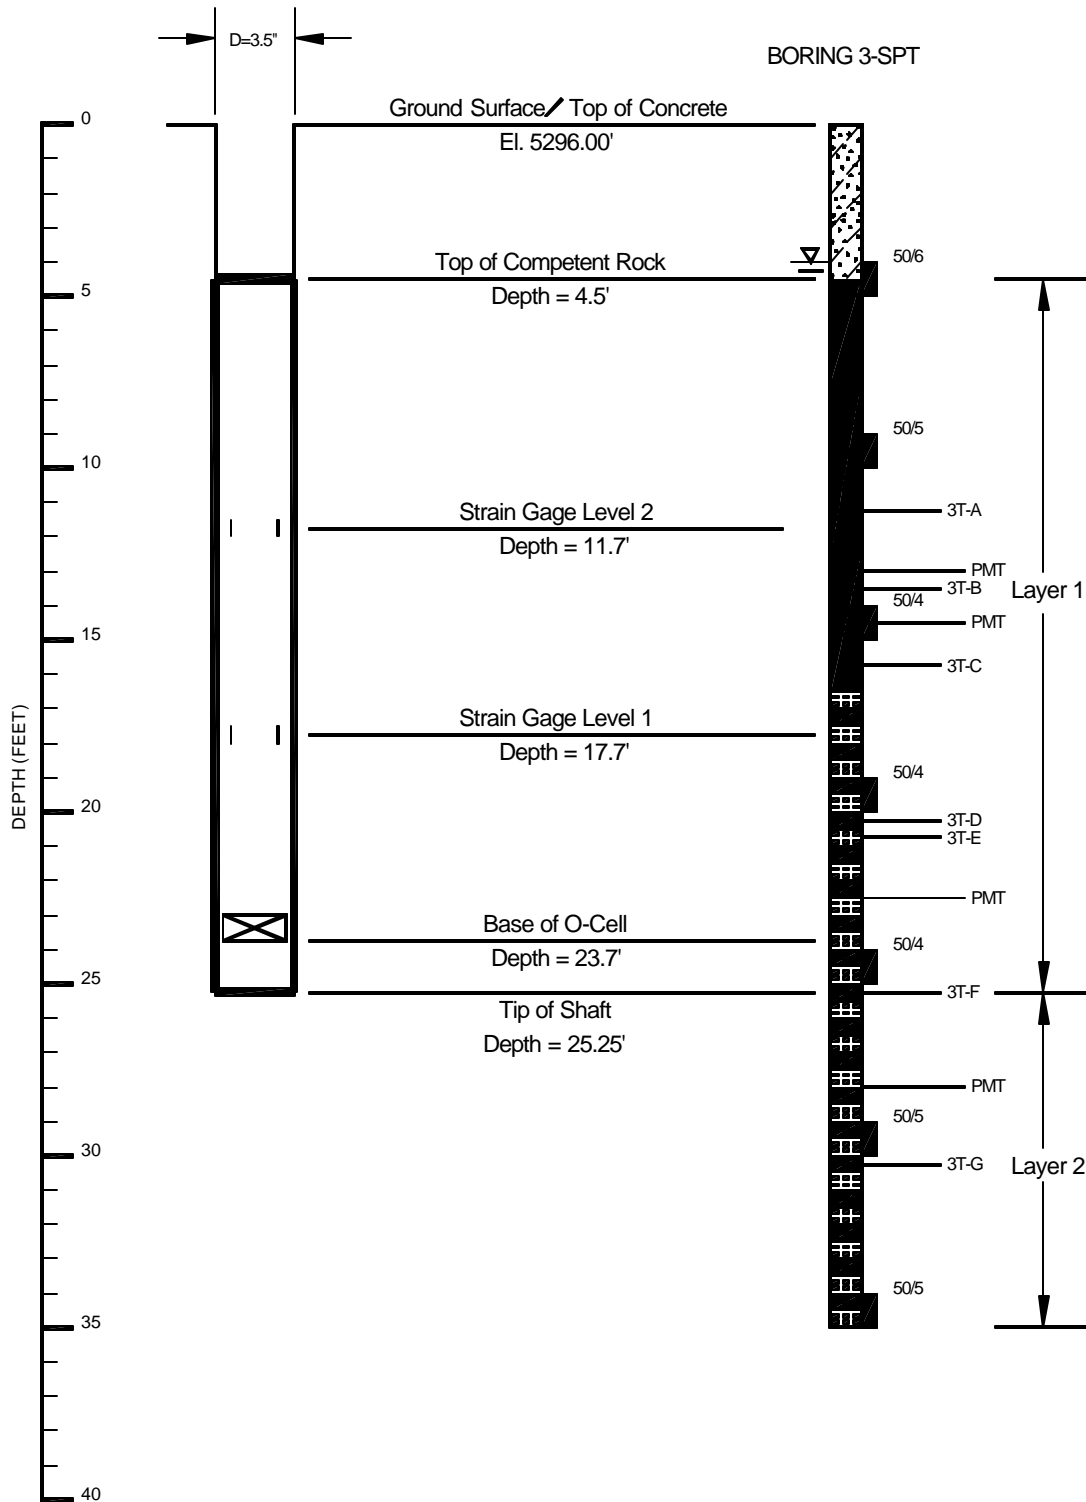 D=3.5"
BORING 3-SPT
Ground Surface / Top of Concrete
El. 5296.00'
0
50/6
Top of Competent Rock
Depth = 4.5'
5
50/5
10
Strain Gage Level 2
Depth = 11.7'
3T-A
PMT
3T-B
Layer 1
50/4
PMT
15
3T-C
Strain Gage Level 1
Depth = 17.7'
DEPTH (FEET)
50/4
20
3T-D
3T-E
PMT
Base of O-Cell
Depth = 23.7'
50/4
25
3T-F
Tip of Shaft
Depth = 25.25'
PMT
50/5
30
3T-G
Layer 2
50/5
35
40